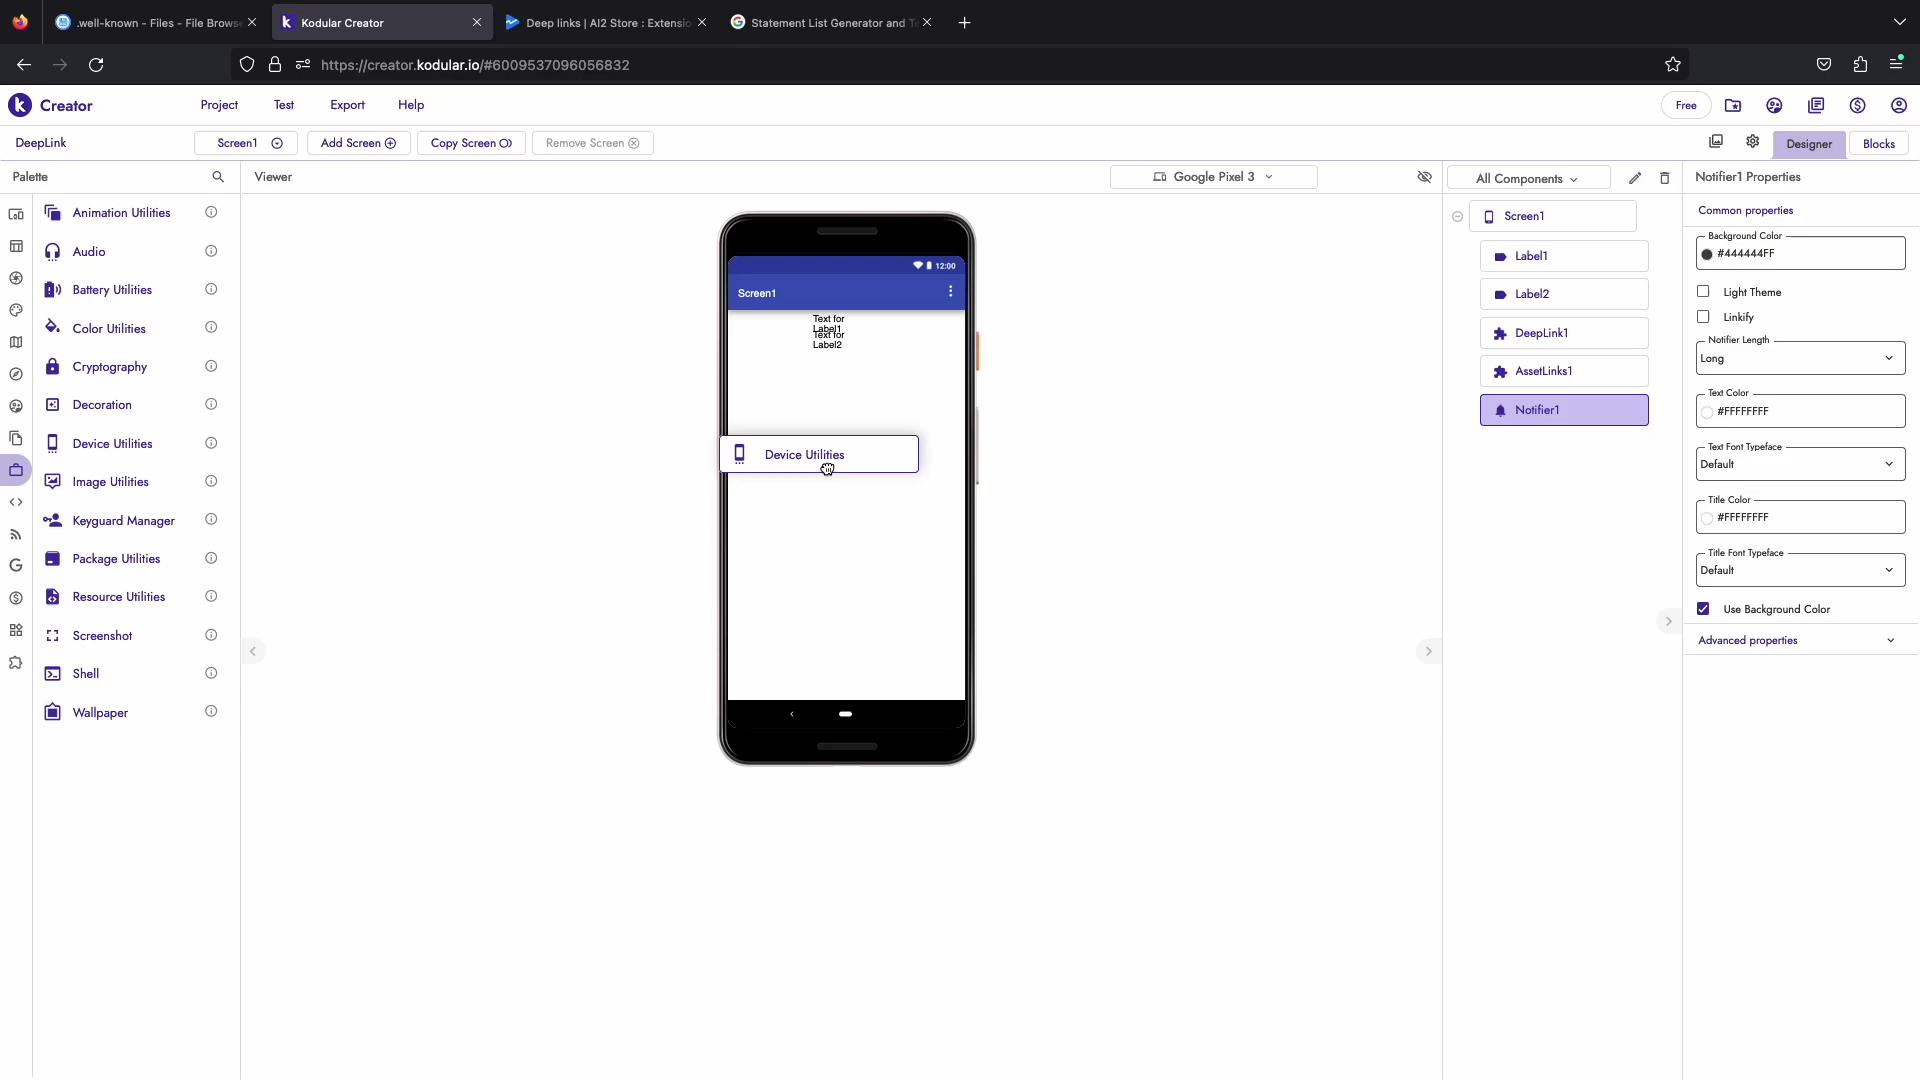 .well-known - Files - File Browse
Kodular Creator
Deep links | AI2 Store : Extensio
Statement List Generator and Te
https://creator.kodular.io/#6009537096056832
Creator
Project
Test
Export
Help
Free
DeepLink
Screen1
Add Screen
Copy Screen
Remove Screen
Designer
Blocks
Palette
Viewer
Google Pixel 3
All Components
Notifier1 Properties
Animation Utilities
Audio
Battery Utilities
Color Utilities
Cryptography
Decoration
Device Utilities
Image Utilities
Keyguard Manager
Package Utilities
Resource Utilities
Screenshot
Shell
Wallpaper
12:00
Screen1
Text for
Label1
Text for
Label2
Device Utilities
Screen1
Label1
Label2
DeepLink1
AssetLinks1
Notifier1
Common properties
Background Color
#444444FF
Light Theme
Linkify
Notifier Length
Long
Text Color
#FFFFFFFF
Text Font Typeface
Default
Title Color
#FFFFFFFF
Title Font Typeface
Default
Use Background Color
Advanced properties